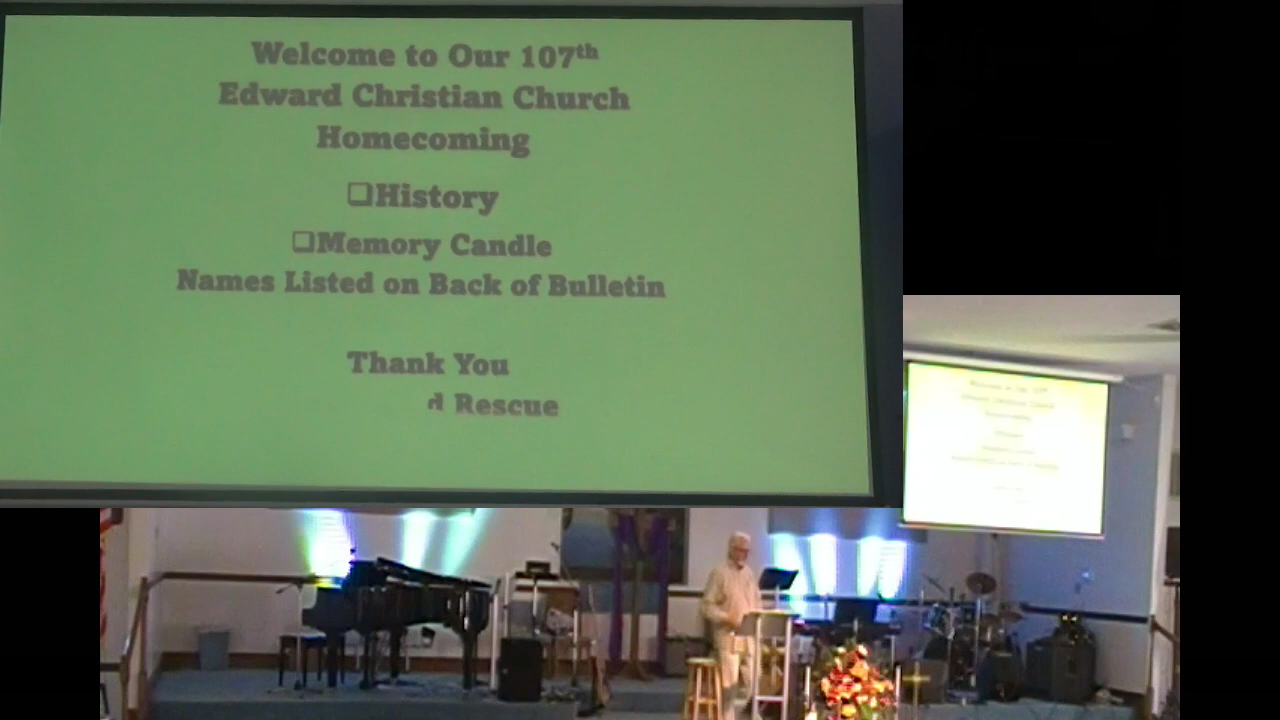 Welcome to Our 107th
Edward Christian Church
Homecoming
❑History
❑Memory Candle
Names Listed on Back of Bulletin
Thank You
d Rescue